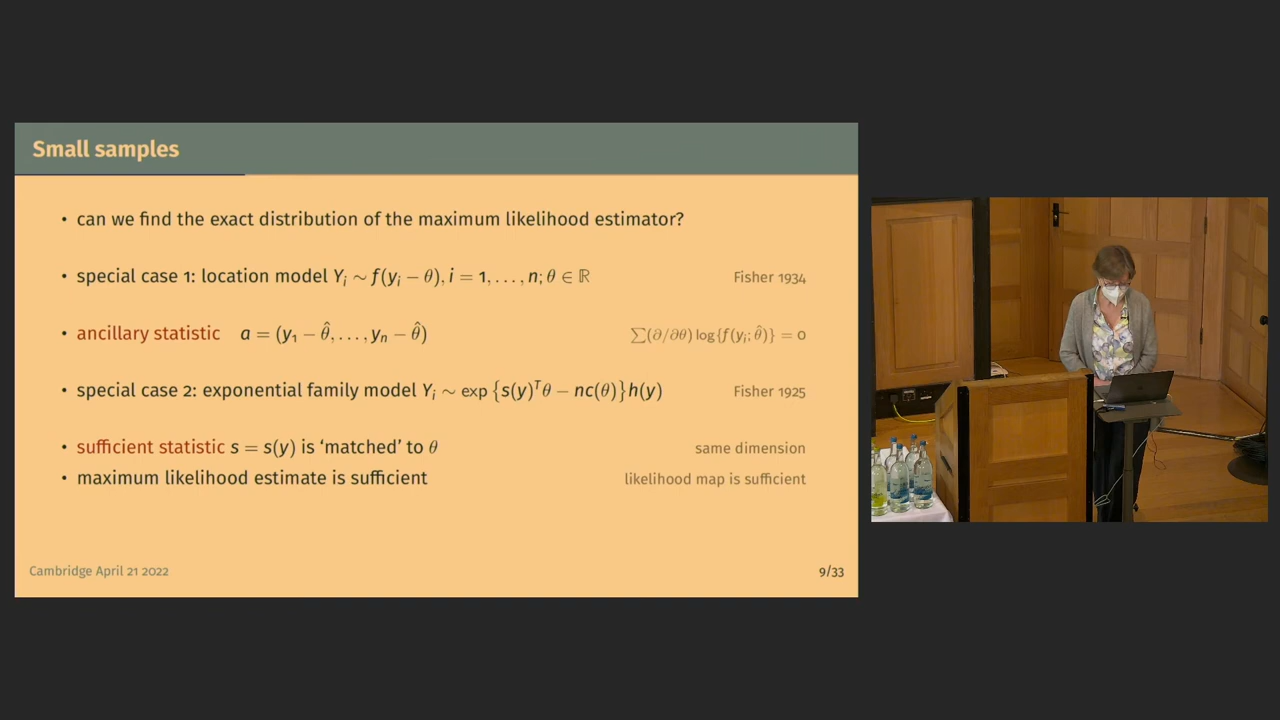 Small samples
• can we find the exact distribution of the maximum likelihood estimator?
• special case 1: location model Yᵢ ∼ f(yᵢ − θ), i = 1, . . . , n; θ ∈ ℝ Fisher 1934
• ancillary statistic a = (y₁ − θ̂, . . . , yₙ − θ̂) ∑(∂/∂θ) log{f(yᵢ; θ̂)} = 0
• special case 2: exponential family model Yᵢ ∼ exp {s(y)ᵀθ − nc(θ)}h(y) Fisher 1925
• sufficient statistic s = s(y) is ‘matched’ to θ same dimension
• maximum likelihood estimate is sufficient likelihood map is sufficient
Cambridge April 21 2022 9/33